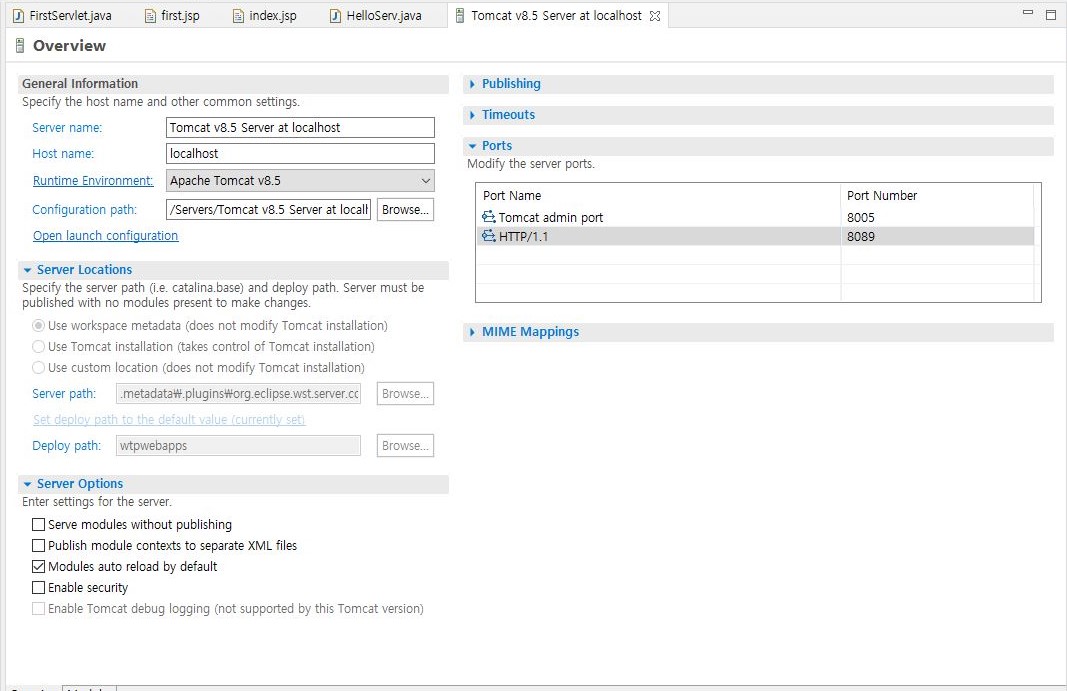 FirstServlet.java
first.jsp
index.jsp
HelloServ.java
Tomcat v8.5 Server at localhost
Overview
General Information
Specify the host name and other common settings.
Server name: Tomcat v8.5 Server at localhost
Host name: localhost
Runtime Environment: Apache Tomcat v8.5
Configuration path: /Servers/Tomcat v8.5 Server at localh Browse...
Open launch configuration
Server Locations
Specify the server path (i.e. catalina.base) and deploy path. Server must be
published with no modules present to make changes.
Use workspace metadata (does not modify Tomcat installation)
Use Tomcat installation (takes control of Tomcat installation)
Use custom location (does not modify Tomcat installation)
Server path: .metadata₩.plugins₩org.eclipse.wst.server.cc Browse...
Set deploy path to the default value (currently set)
Deploy path: wtpwebapps Browse...
Server Options
Enter settings for the server.
Serve modules without publishing
Publish module contexts to separate XML files
Modules auto reload by default
Enable security
Enable Tomcat debug logging (not supported by this Tomcat version)
Publishing
Timeouts
Ports
Modify the server ports.
Port Name Port Number
Tomcat admin port 8005
HTTP/1.1 8089
MIME Mappings